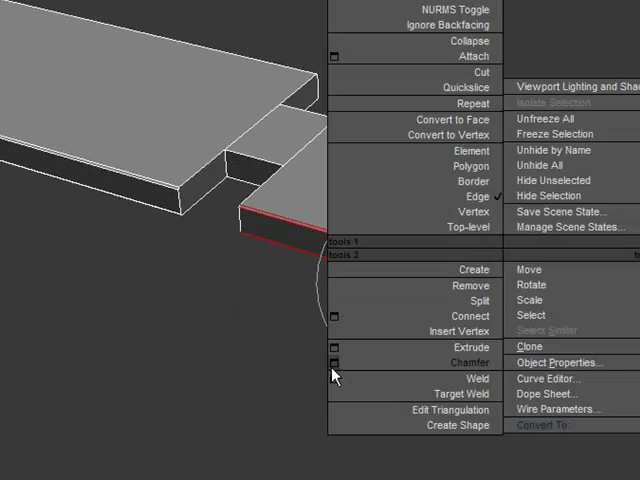 NURMS Toggle
Ignore Backfacing
Collapse
Attach
Cut
Quickslice
Repeat
Convert to Face
Convert to Vertex
Element
Polygon
Border
Edge
Vertex
Top-level
tools 1
tools 2
Create
Remove
Split
Connect
Insert Vertex
Extrude
Chamfer
Weld
Target Weld
Edit Triangulation
Create Shape
Viewport Lighting and Sha
Isolate Selection
Unfreeze All
Freeze Selection
Unhide by Name
Unhide All
Hide Unselected
Hide Selection
Save Scene State...
Manage Scene States...
Move
Rotate
Scale
Select
Select Similar
Clone
Object Properties...
Curve Editor...
Dope Sheet...
Wire Parameters...
Convert To: